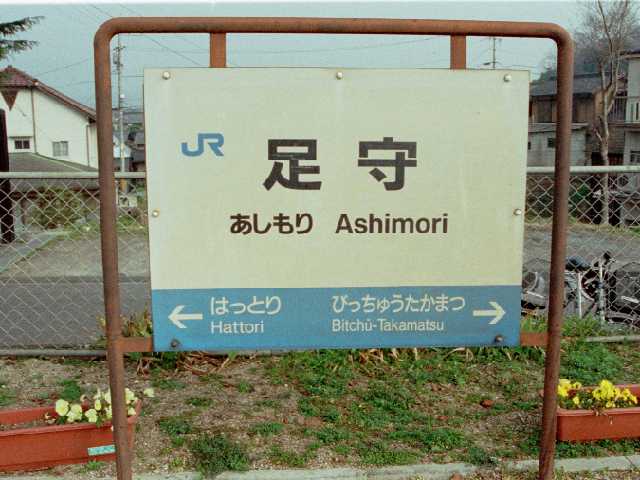 JR 足守
あしもり Ashimori
← はっとり びっちゅうたかまつ →
Hattori Bitchū-Takamatsu